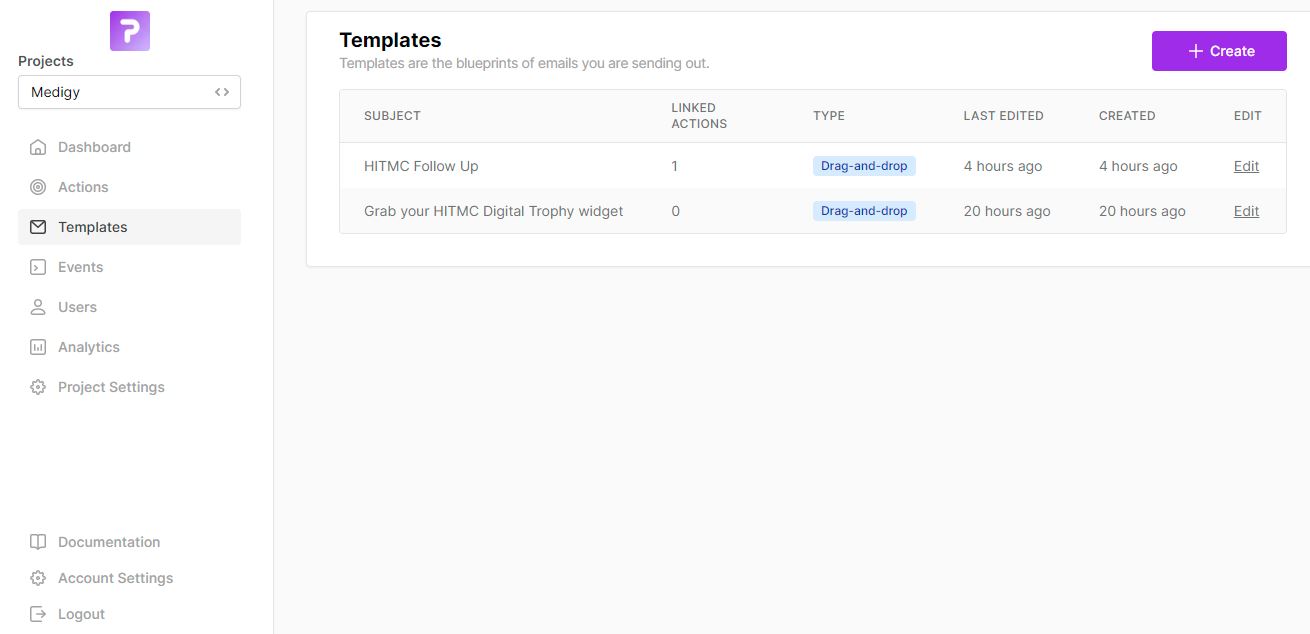 Projects
Medigy
Dashboard
Actions
Templates
Events
Users
Analytics
Project Settings
Documentation
Account Settings
Logout
Templates
Templates are the blueprints of emails you are sending out.
Create
SUBJECT LINKED ACTIONS TYPE LAST EDITED CREATED EDIT
HITMC Follow Up 1 Drag-and-drop 4 hours ago 4 hours ago Edit
Grab your HITMC Digital Trophy widget 0 Drag-and-drop 20 hours ago 20 hours ago Edit